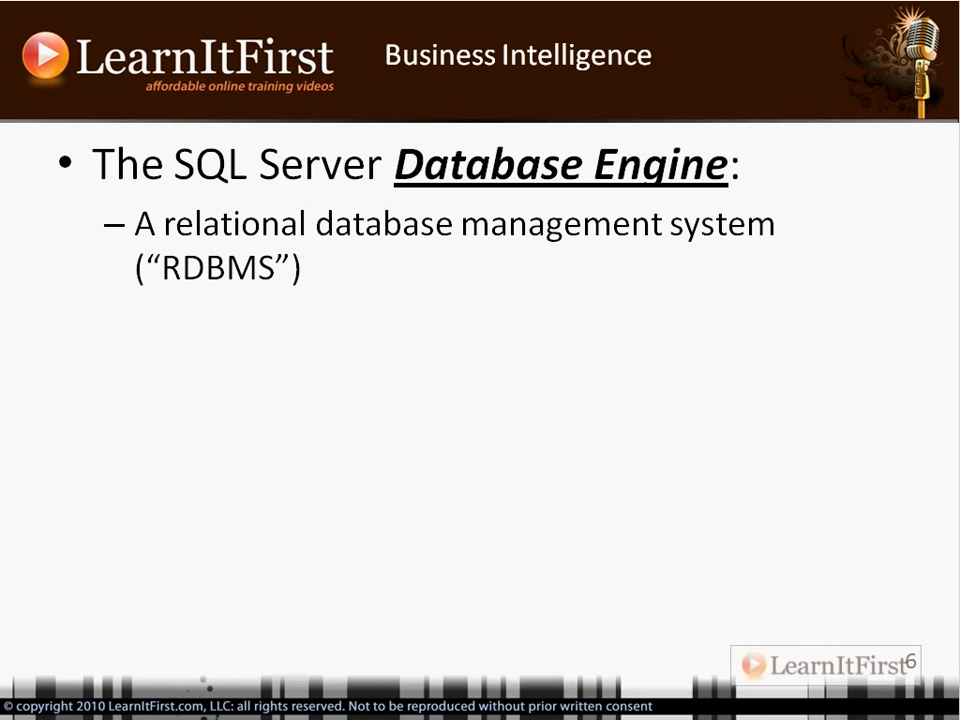 LearnItFirst
affordable online training videos
Business Intelligence
• The SQL Server Database Engine:
– A relational database management system
(“RDBMS”)
LearnItFirst
6
© copyright 2010 LearnItFirst.com, LLC: all rights reserved. Not to be reproduced without prior written consent